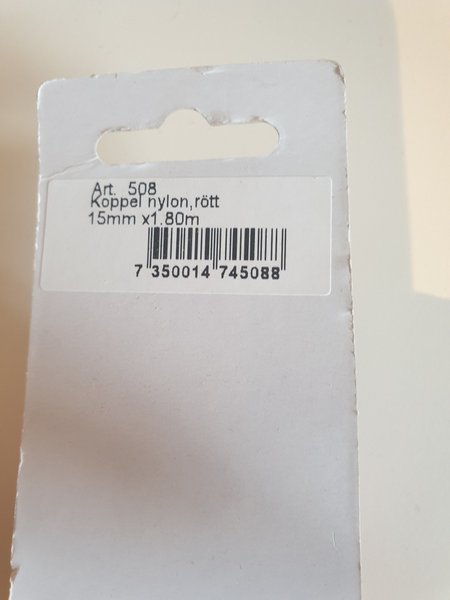 Art. 508
Koppel nylon,rött
15mm x1.80m
7 350014 745088